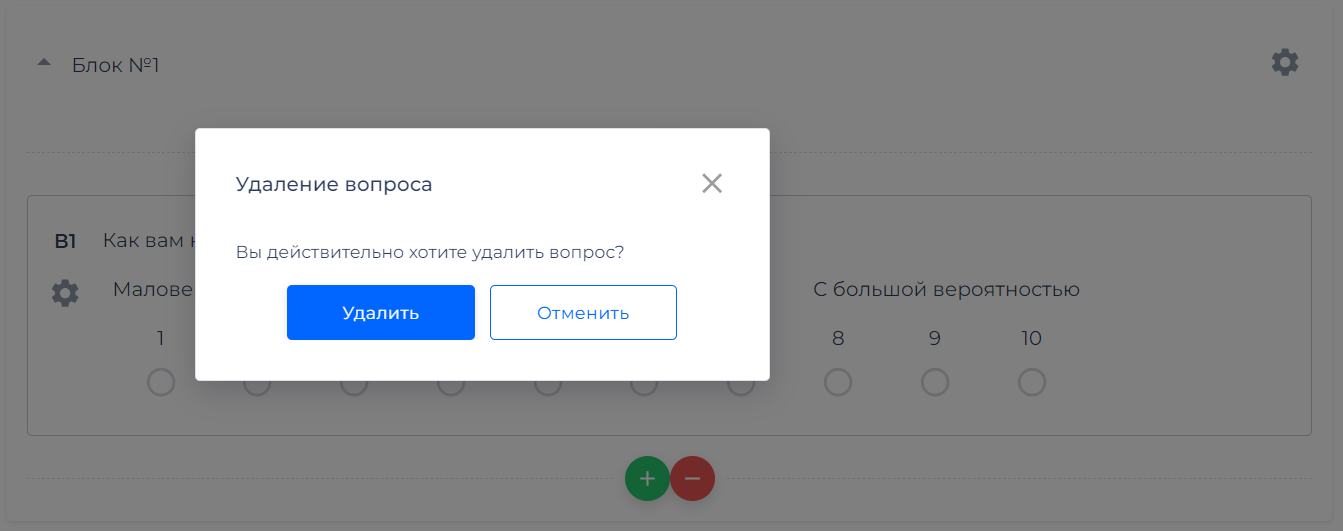 Блок №1
Удаление вопроса
B1 Как вам
Вы действительно хотите удалить вопрос?
Малове
С большой вероятностью
Удалить
Отменить
1 8 9 10